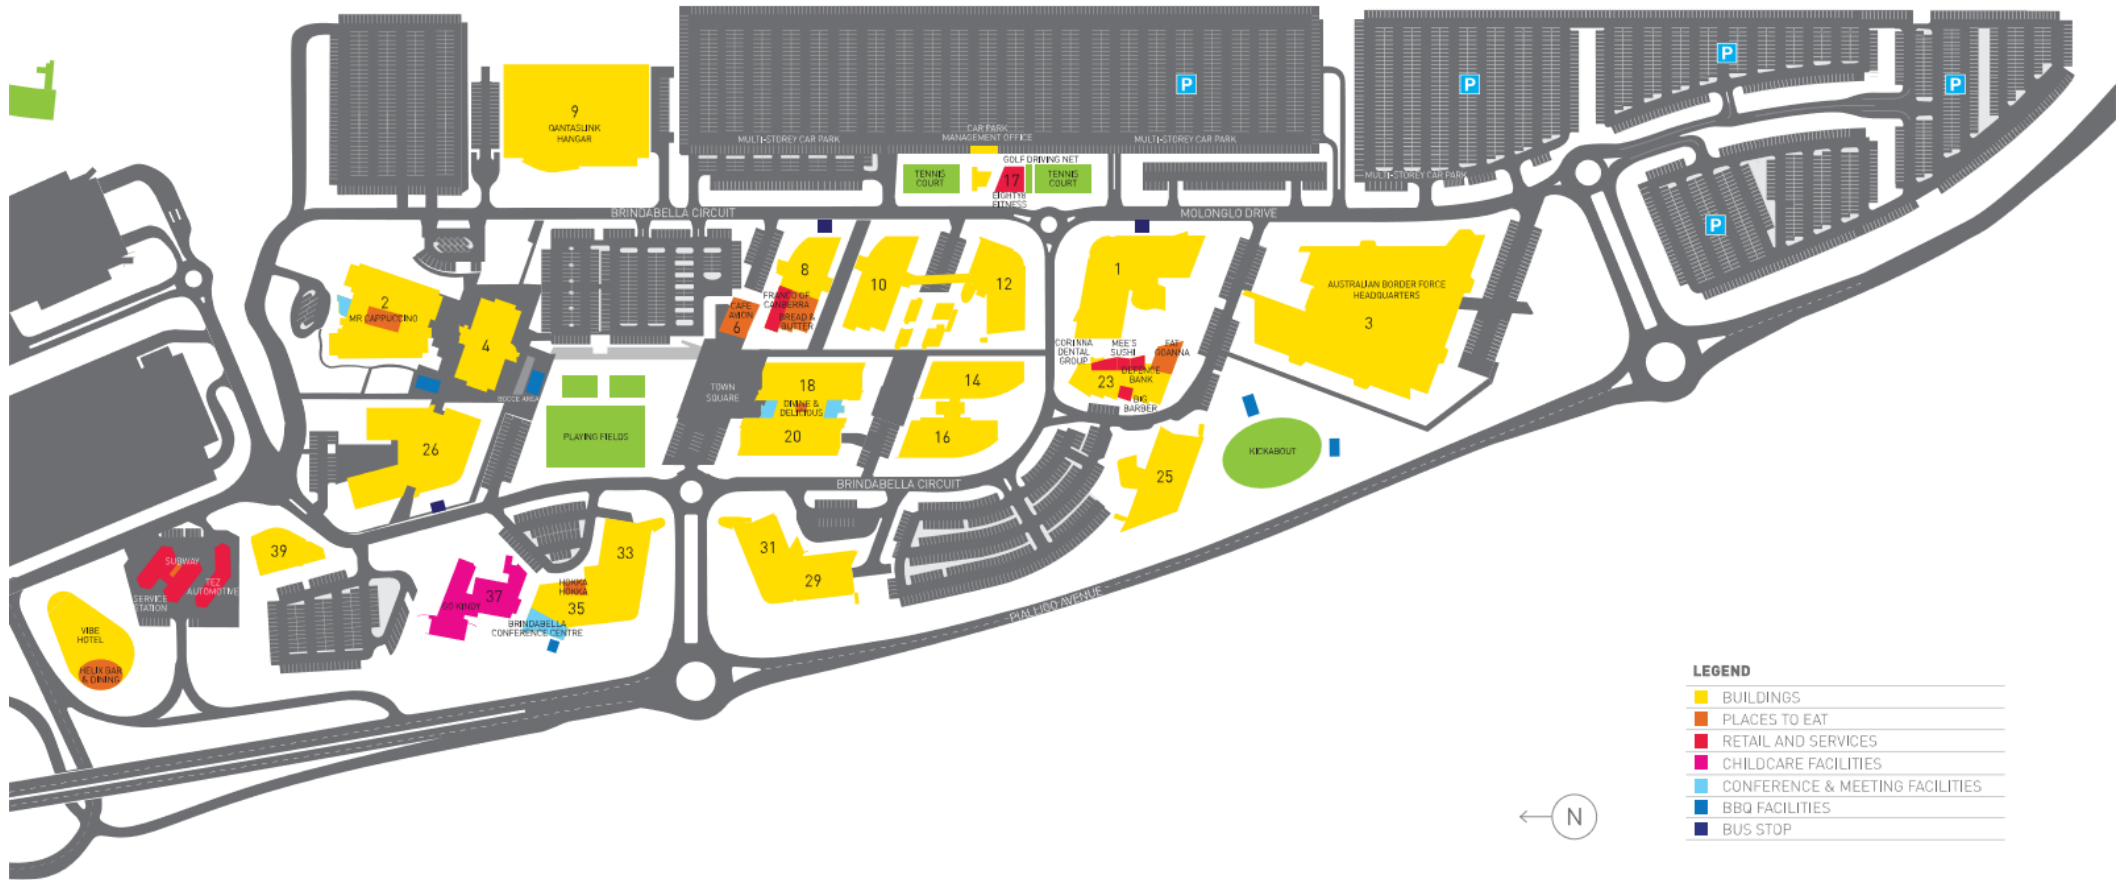 P
P
P
P
P
9
QANTASLINK
HANGAR
MULTI-STOREY CAR PARK
CAR PARK
MANAGEMENT OFFICE
MULTI-STOREY CAR PARK
MULTI-STOREY CAR PARK
TENNIS
COURT
GOLF DRIVING NET
17
EIGHTY8
FITNESS
TENNIS
COURT
BRINDABELLA CIRCUIT
MOLONGLO DRIVE
2
MR CAPPUCCINO
4
CAFE
AVION
6
8
FRANCO OF
CANBERRA
BREAD &
BUTTER
10
12
1
AUSTRALIAN BORDER FORCE
HEADQUARTERS
3
CORINNA
DENTAL
GROUP
MEE'S
SUSHI
FAT
GOANNA
DEFENCE
BANK
23
BIG
BARBER
BOCCE AREA
TOWN
SQUARE
18
DIVINE &
DELICIOUS
20
14
16
26
PLAYING FIELDS
KICKABOUT
25
BRINDABELLA CIRCUIT
39
SUBWAY
TEZ
AUTOMOTIVE
SERVICE
STATION
VIBE
HOTEL
HELIX BAR
& DINING
GO KINDY
37
33
HOKKA
HOKKA
35
BRINDABELLA
CONFERENCE CENTRE
31
29
PIALLIGO AVENUE
N
LEGEND
BUILDINGS
PLACES TO EAT
RETAIL AND SERVICES
CHILDCARE FACILITIES
CONFERENCE & MEETING FACILITIES
BBQ FACILITIES
BUS STOP